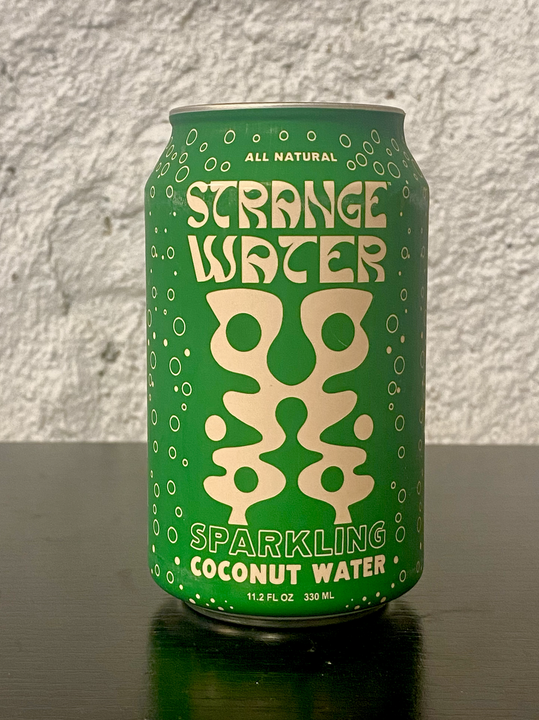 ALL NATURAL
STRANGE
WATER
SPARKLING
COCONUT WATER
11.2 FL OZ 330 ML